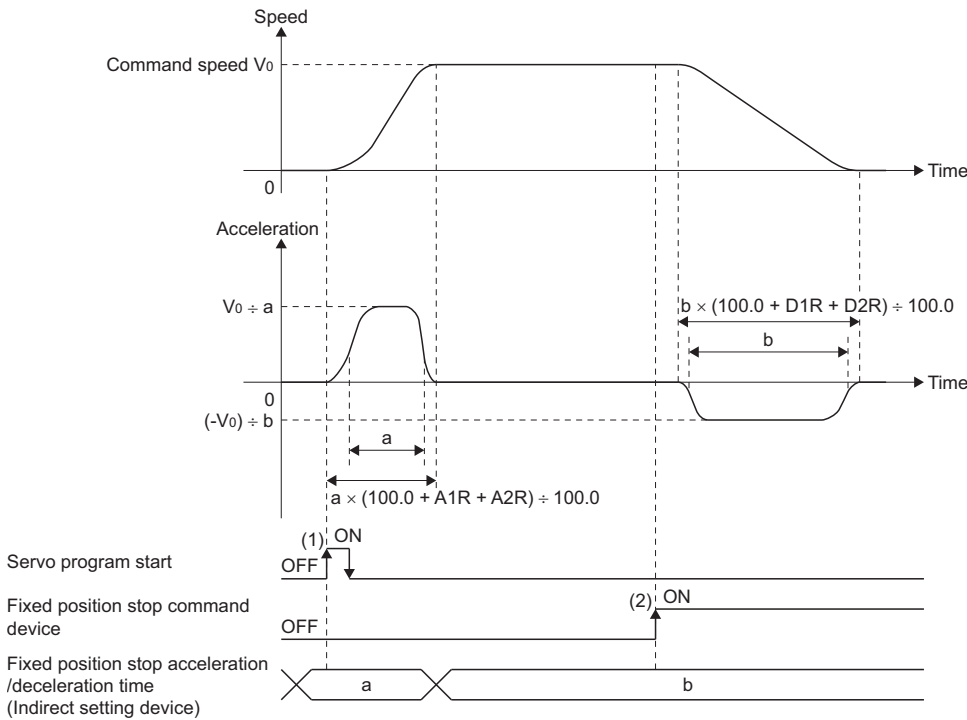 Speed
Command speed V0
Time
0
Acceleration
V0 ÷ a
b × (100.0 + D1R + D2R) ÷ 100.0
b
Time
0
(-V0) ÷ b
a
a × (100.0 + A1R + A2R) ÷ 100.0
(1) ON
Servo program start
OFF
Fixed position stop command
device
(2) ON
OFF
Fixed position stop acceleration
/deceleration time
(Indirect setting device)
a
b